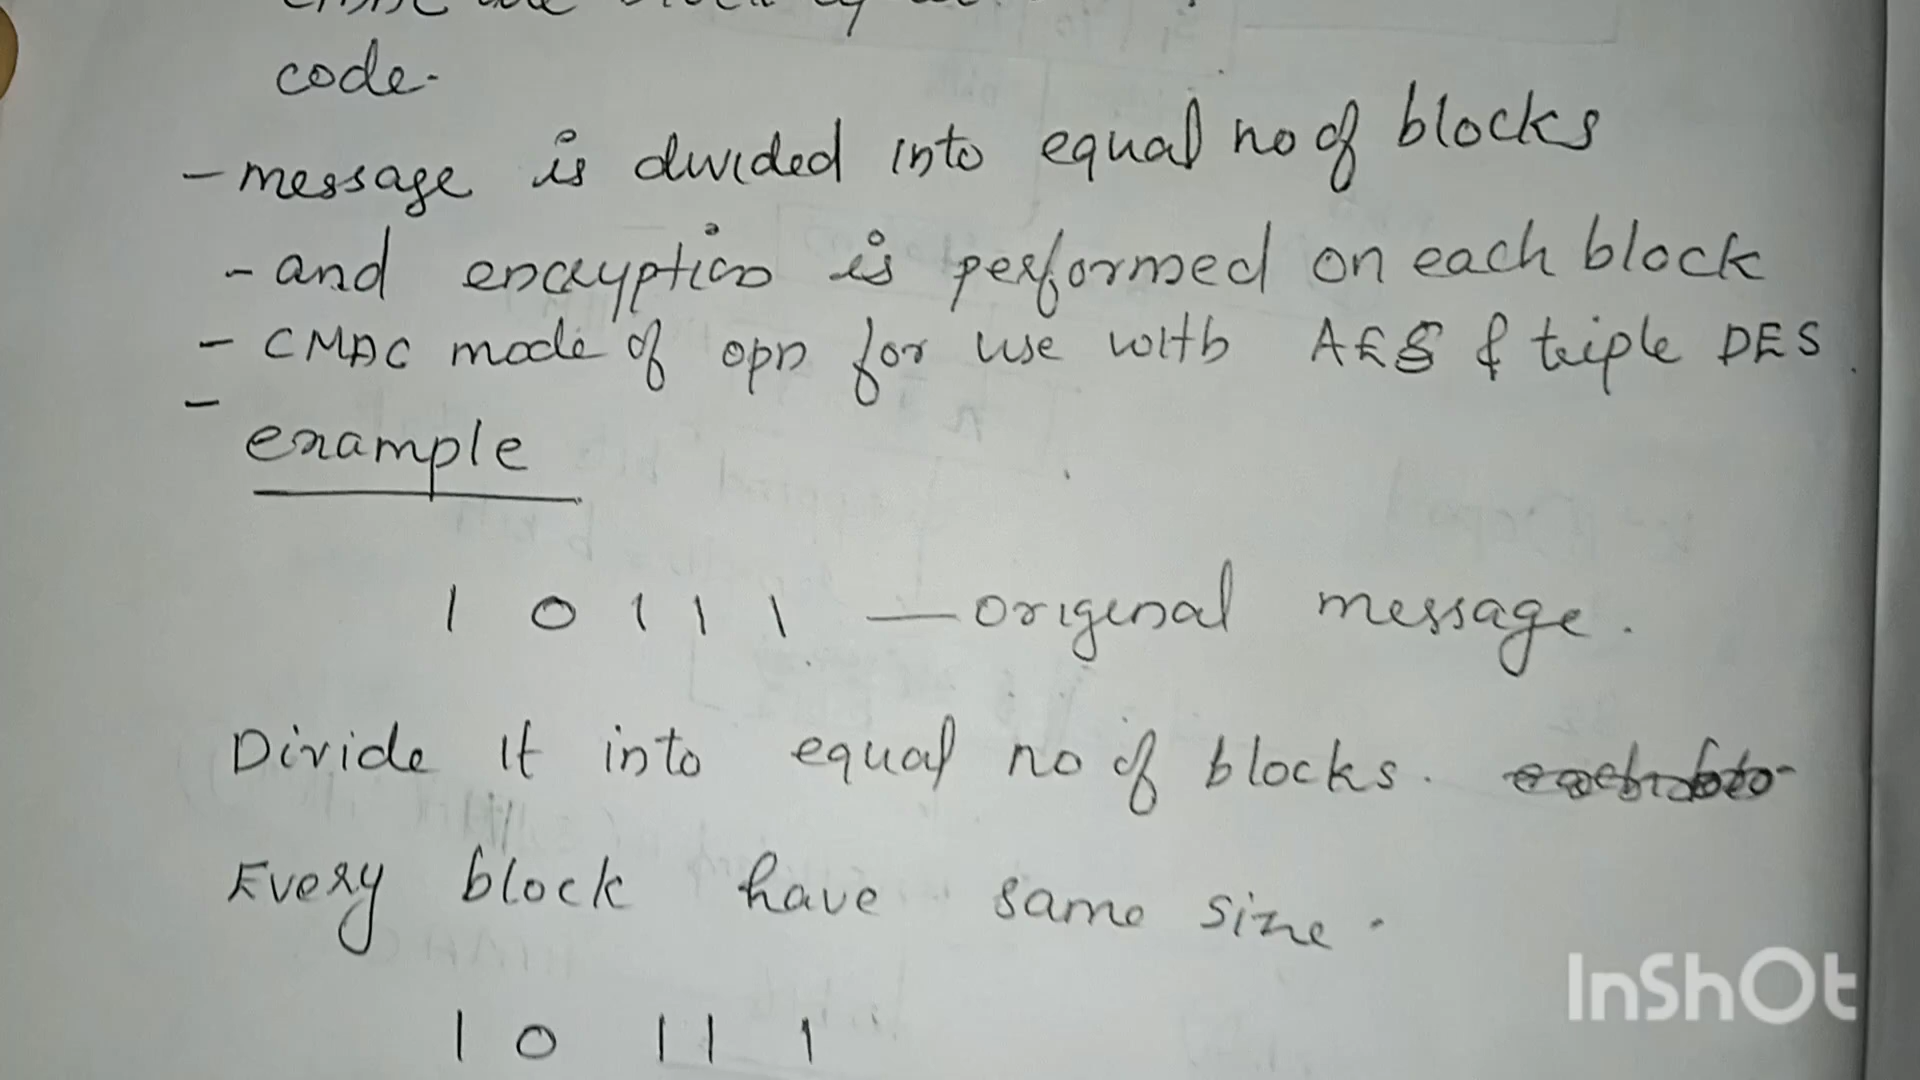 code.
- message is divided into equal no of blocks
- and encryption is performed on each block
- CMAC mode of opn for use with AES & triple DES.
-
example
1 0 1 1 1 — original message.
Divide it into equal no of blocks.
Every block have same size.
1 0 1 1 1
InShOt